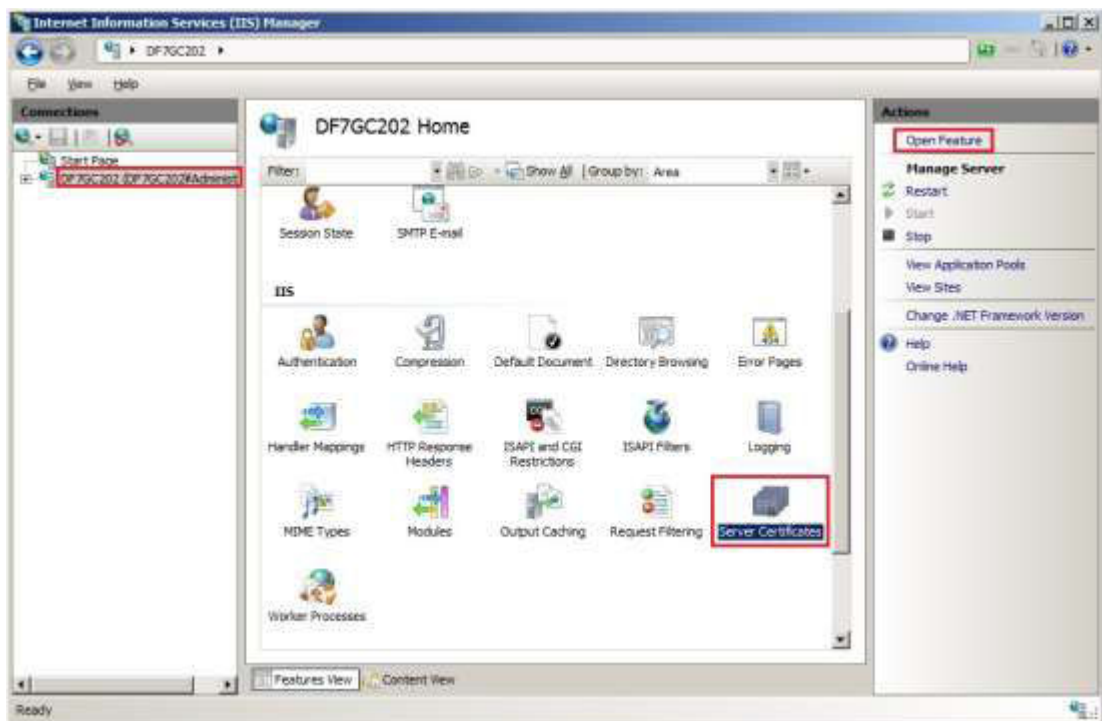 Internet Information Services (IIS) Manager
DF7GC202
File View Help
Connections
Start Page
DF7GC202 (DF7GC202\Administ
DF7GC202 Home
Filter: Go Show All Group by: Area
Session State SMTP E-mail
IIS
Authentication Compression Default Document Directory Browsing Error Pages
404
Handler Mappings HTTP Response Headers ISAPI and CGI Restrictions ISAPI Filters Logging
MIME Types Modules Output Caching Request Filtering Server Certificates
Worker Processes
Features View Content View
Actions
Open Feature
Manage Server
Restart
Start
Stop
View Application Pools
View Sites
Change .NET Framework Version
Help
Online Help
Ready